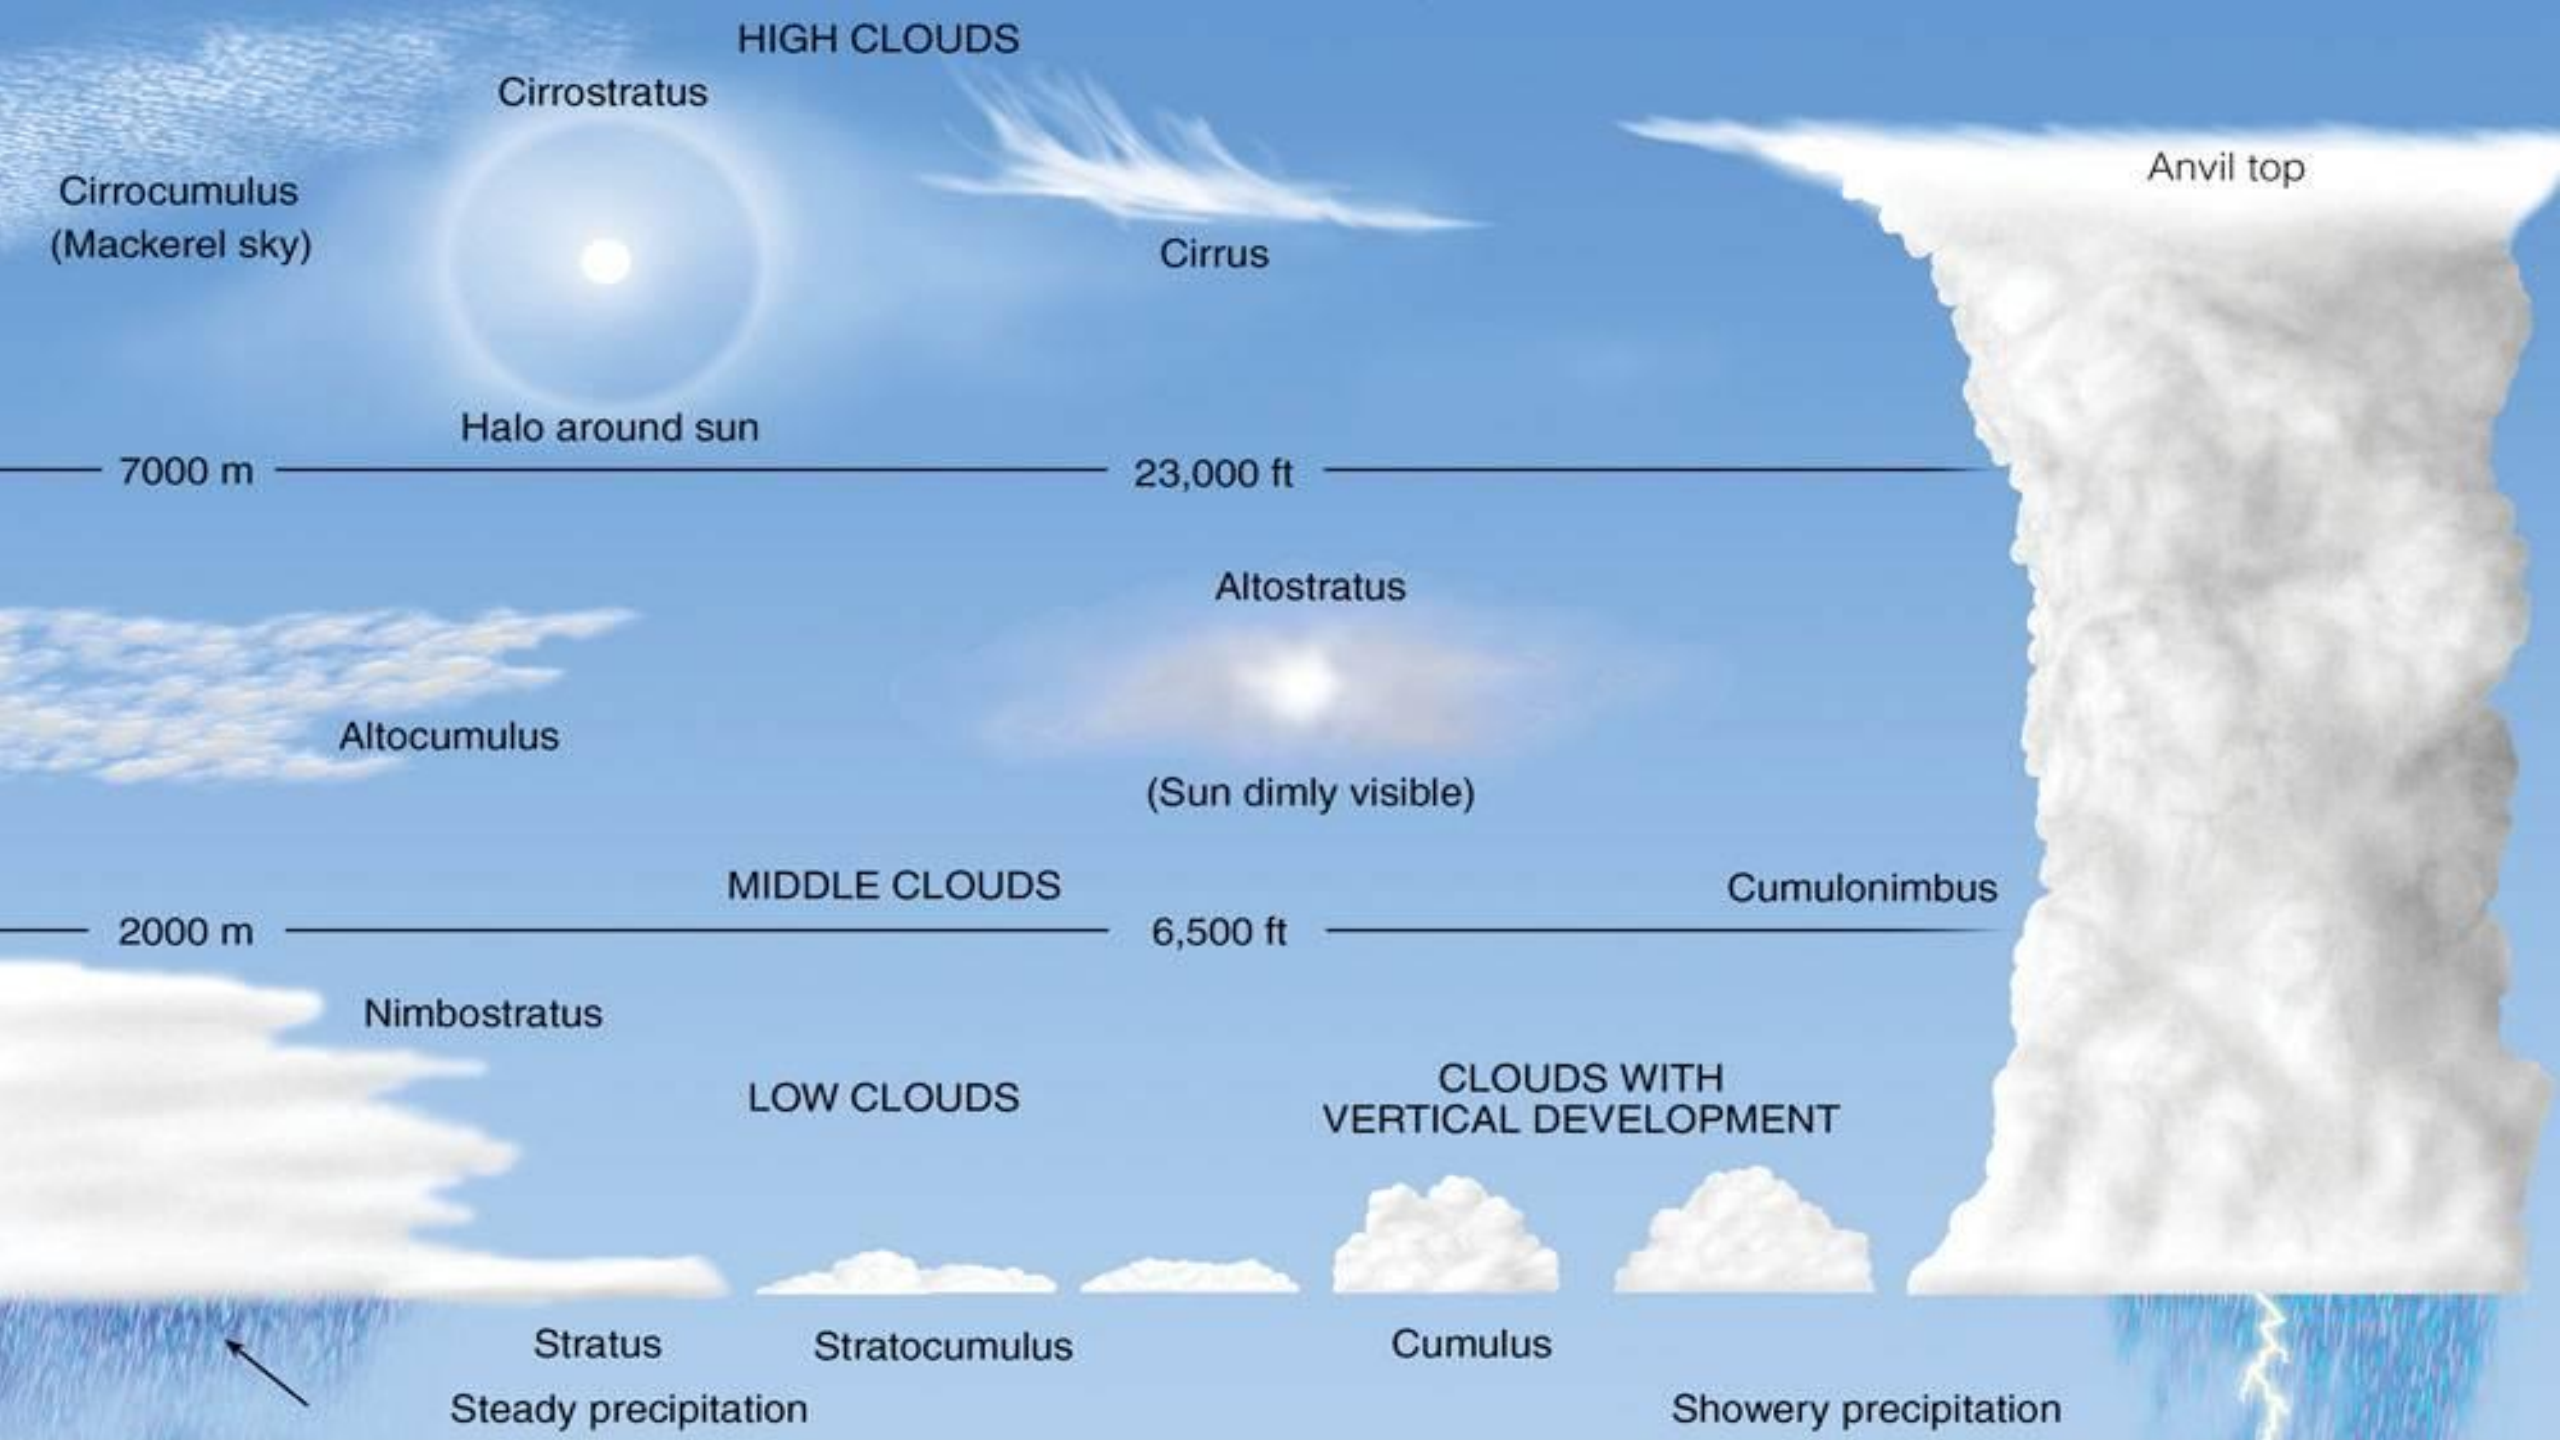 HIGH CLOUDS
Cirrostratus
Cirrocumulus
(Mackerel sky)
Cirrus
Anvil top
Halo around sun
7000 m
23,000 ft
Altostratus
Altocumulus
(Sun dimly visible)
MIDDLE CLOUDS
Cumulonimbus
2000 m
6,500 ft
Nimbostratus
LOW CLOUDS
CLOUDS WITH
VERTICAL DEVELOPMENT
Stratus
Stratocumulus
Cumulus
Steady precipitation
Showery precipitation